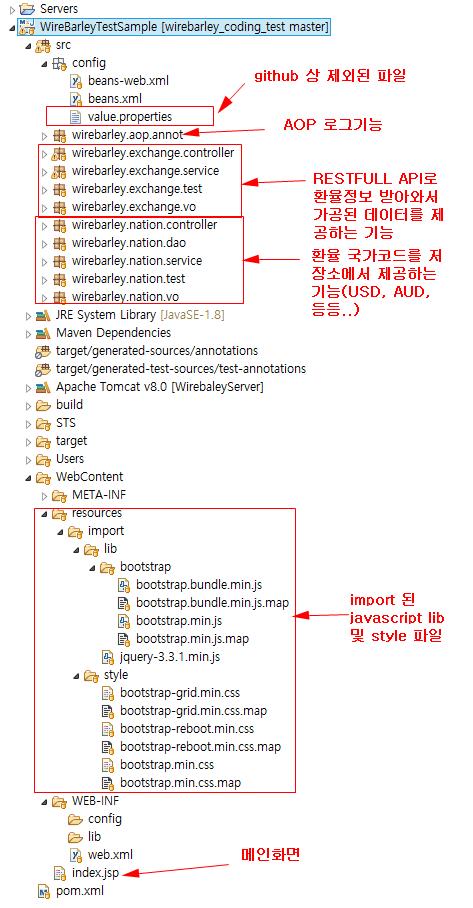 Servers
WireBarleyTestSample [wirebarley_coding_test master]
src
config
beans-web.xml
beans.xml
github 상 제외된 파일
value.properties
wirebarley.aop.annot
AOP 로그기능
wirebarley.exchange.controller
wirebarley.exchange.service
wirebarley.exchange.test
wirebarley.exchange.vo
RESTFULL API로
환율정보 받아와서
가공된 데이터를 제
공하는 기능
wirebarley.nation.controller
wirebarley.nation.dao
wirebarley.nation.service
wirebarley.nation.test
wirebarley.nation.vo
환율 국가코드를 저
장소에서 제공하는
기능(USD, AUD,
등등..)
JRE System Library [JavaSE-1.8]
Maven Dependencies
target/generated-sources/annotations
target/generated-test-sources/test-annotations
Apache Tomcat v8.0 [WirebaleyServer]
build
STS
target
Users
WebContent
META-INF
resources
import
lib
bootstrap
bootstrap.bundle.min.js
bootstrap.bundle.min.js.map
bootstrap.min.js
bootstrap.min.js.map
jquery-3.3.1.min.js
import 된
javascript lib
및 style 파일
style
bootstrap-grid.min.css
bootstrap-grid.min.css.map
bootstrap-reboot.min.css
bootstrap-reboot.min.css.map
bootstrap.min.css
bootstrap.min.css.map
WEB-INF
config
lib
web.xml
메인화면
index.jsp
pom.xml